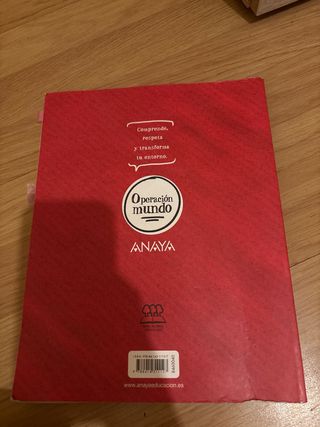 Comprende,
respeta
y transforma
tu entorno.
Operación
mundo
ANAYA
www.anayaeducacion.es